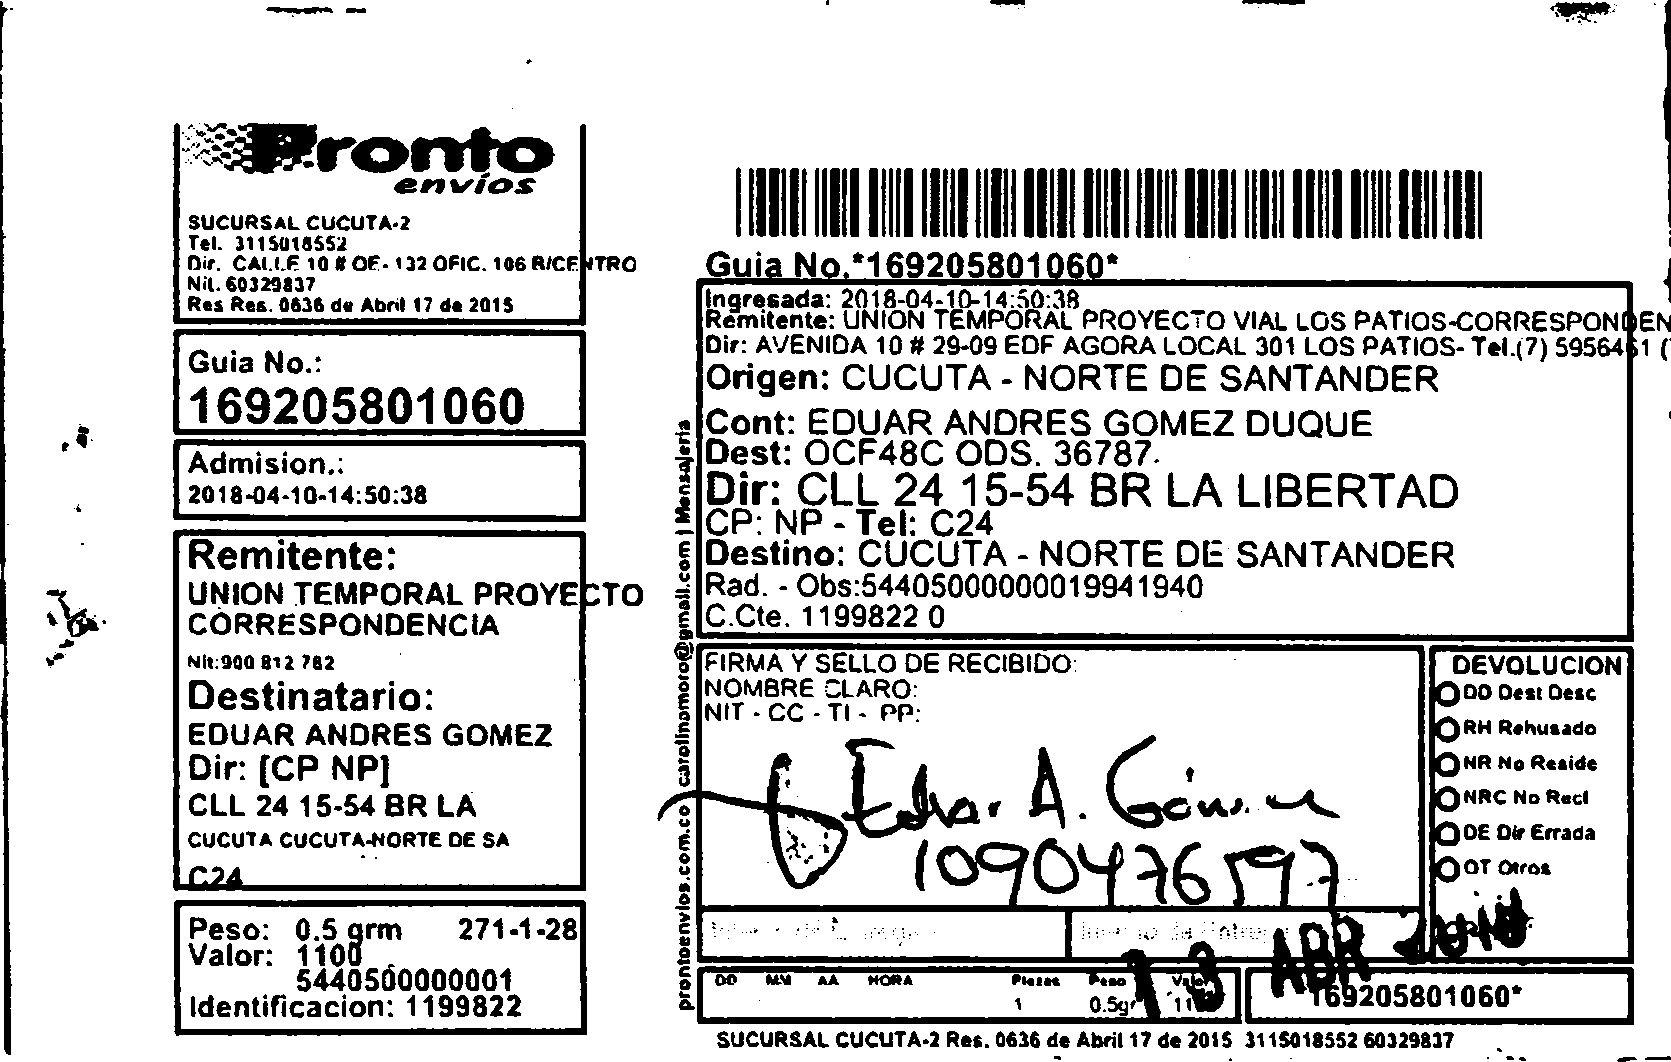 Pronto
envíos
SUCURSAL CUCUTA-2
Tel. 3115018552
Dir. CALLE 10 # OE- 132 OFIC. 106 B/CENTRO
Nit. 60329837
Res Res. 0636 de Abril 17 de 2015
Guia No.:
169205801060
Admision.:
2018-04-10-14:50:38
Remitente:
UNION TEMPORAL PROYECTO
CORRESPONDENCIA
Nit:900 812 782
Destinatario:
EDUAR ANDRES GOMEZ
Dir: [CP NP]
CLL 24 15-54 BR LA
CUCUTA CUCUTA-NORTE DE SA
C24
Peso: 0.5 grm 271-1-28
Valor: 1100
5440500000001
Identificacion: 1199822
prontoenvios.com.co carolinamoro@gmail.com | Mensajeria
Guia No.*169205801060*
Ingresada: 2018-04-10-14:50:38
Remitente: UNION TEMPORAL PROYECTO VIAL LOS PATIOS-CORRESPONDEN
Dir: AVENIDA 10 # 29-09 EDF AGORA LOCAL 301 LOS PATIOS- Tel.(7) 5956461 (
Origen: CUCUTA - NORTE DE SANTANDER
Cont: EDUAR ANDRES GOMEZ DUQUE
Dest: OCF48C ODS. 36787.
Dir: CLL 24 15-54 BR LA LIBERTAD
CP: NP - Tel: C24
Destino: CUCUTA - NORTE DE SANTANDER
Rad. - Obs:54405000000019941940
C.Cte. 1199822 0
FIRMA Y SELLO DE RECIBIDO:
NOMBRE CLARO:
NIT - CC - TI - PP:
Eduar A. Gómez
1090476597
DEVOLUCION
DD Dest Desc
RH Rehusado
NR No Reside
NRC No Recl
DE Dir Errada
OT Otros
13 ABR
DD MM AA HORA Piezas Peso Valor
1 0.5gr
169205801060*
SUCURSAL CUCUTA-2 Res. 0636 de Abril 17 de 2015 3115018552 60329837